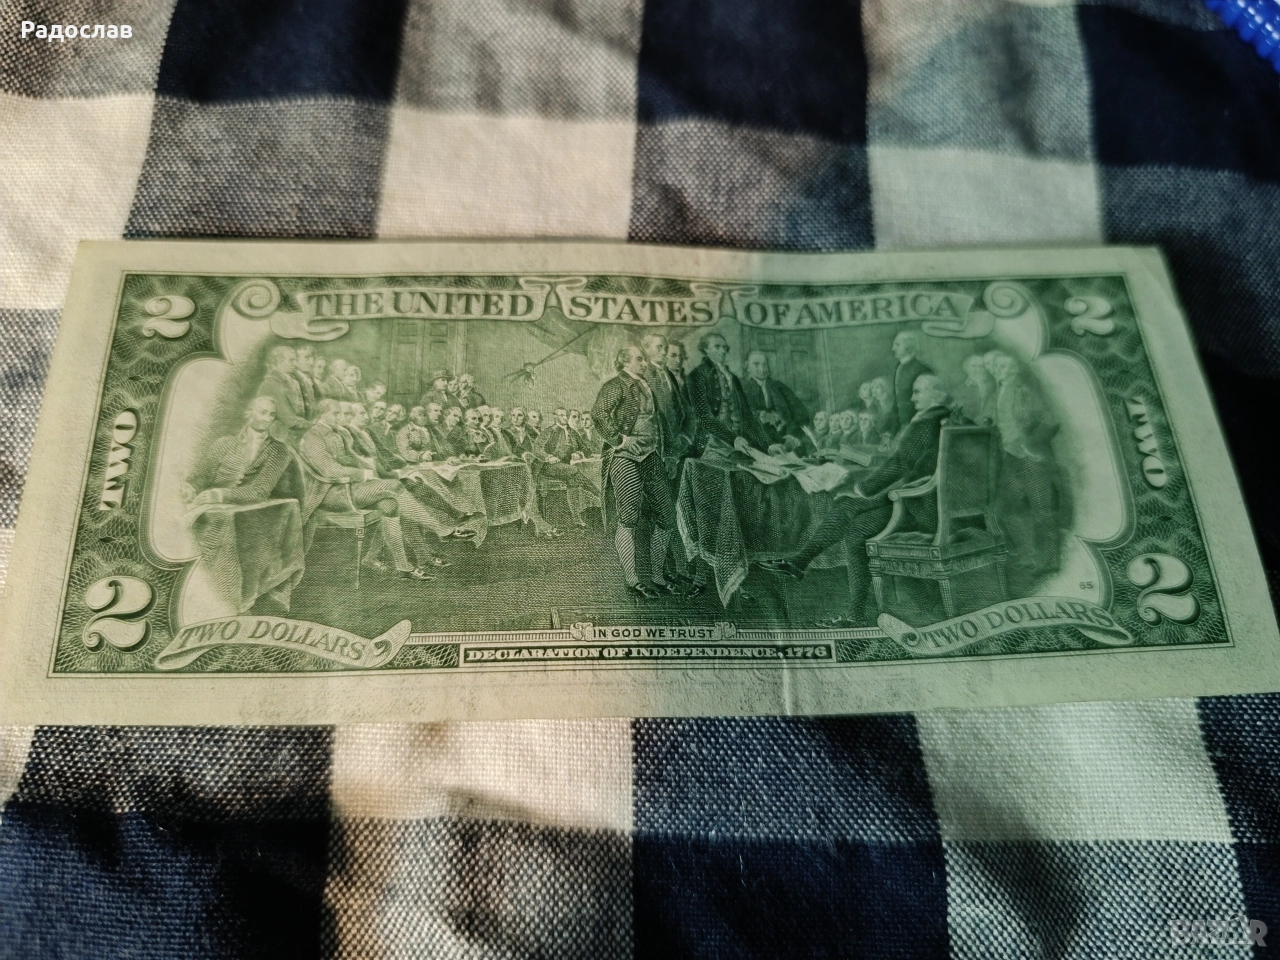 Радослав
THE UNITED STATES OF AMERICA
2
2
TWO
TWO
2
2
65
TWO DOLLARS
TWO DOLLARS
IN GOD WE TRUST
DECLARATION OF INDEPENDENCE, 1776